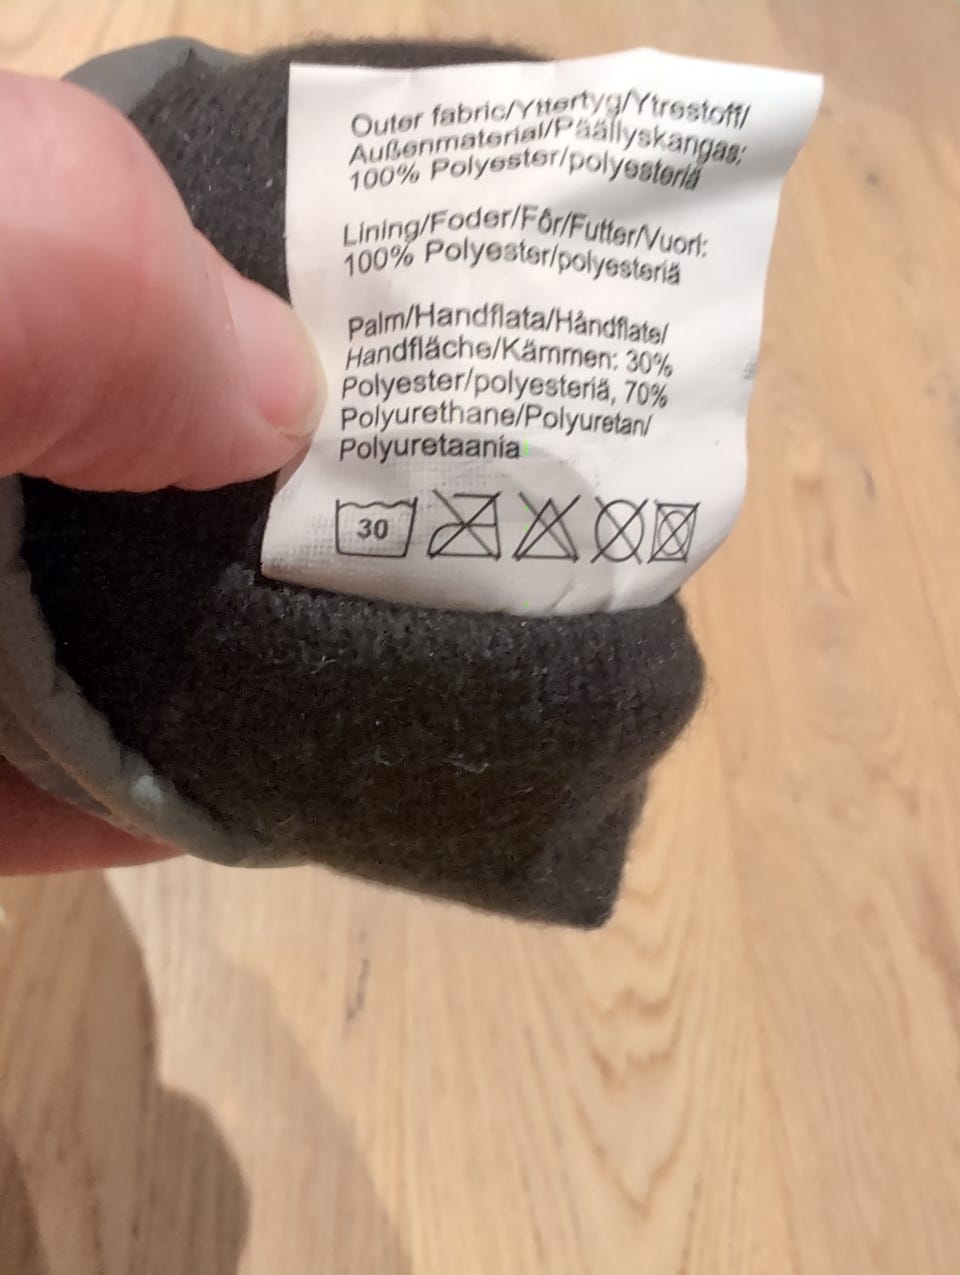 Outer fabric/Yttertyg/Ytrestoff/
Außenmaterial/Päällyskangas:
100% Polyester/polyesteriä
Lining/Foder/Fôr/Futter/Vuori:
100% Polyester/polyesteriä
Palm/Handflata/Håndflate/
Handfläche/Kämmen: 30%
Polyester/polyesteriä, 70%
Polyurethane/Polyuretan/
Polyuretaania
30